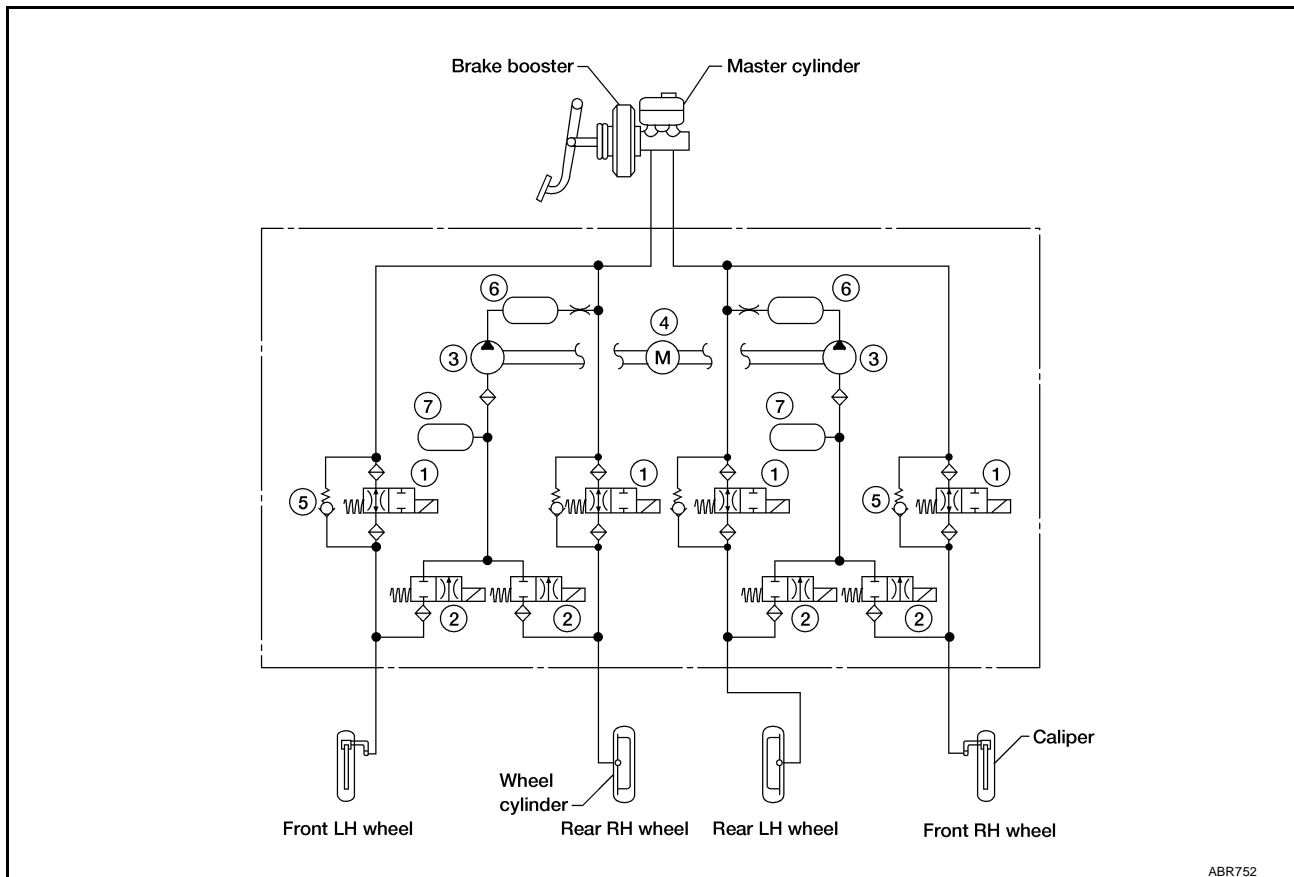 Brake booster
Master cylinder
6
6
4
3
M
3
7
7
1
1
1
1
5
5
2
2
2
2
Caliper
Wheel
cylinder
Front LH wheel
Rear RH wheel
Rear LH wheel
Front RH wheel
ABR752